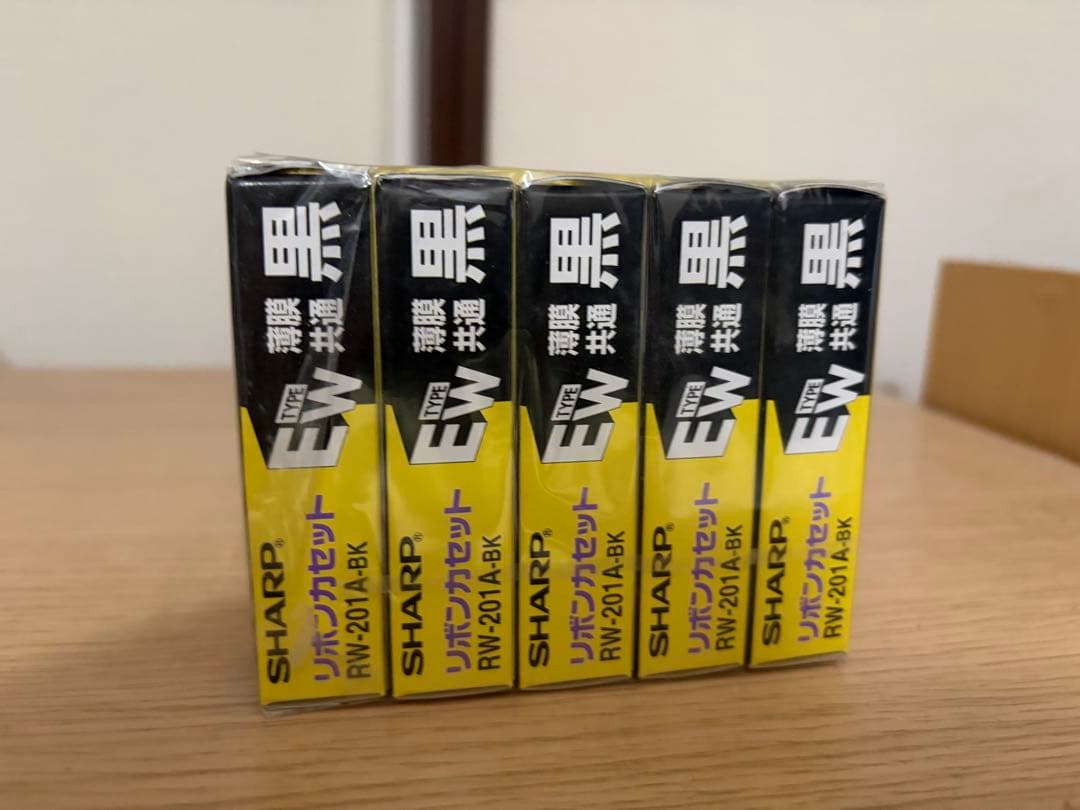 SHARP®
リボンカセット
RW-201A-BK
TYPE
EW
薄膜
共通
黒
SHARP®
リボンカセット
RW-201A-BK
TYPE
EW
薄膜
共通
黒
SHARP®
リボンカセット
RW-201A-BK
TYPE
EW
薄膜
共通
黒
SHARP®
リボンカセット
RW-201A-BK
TYPE
EW
薄膜
共通
黒
SHARP®
リボンカセット
RW-201A-BK
TYPE
EW
薄膜
共通
黒